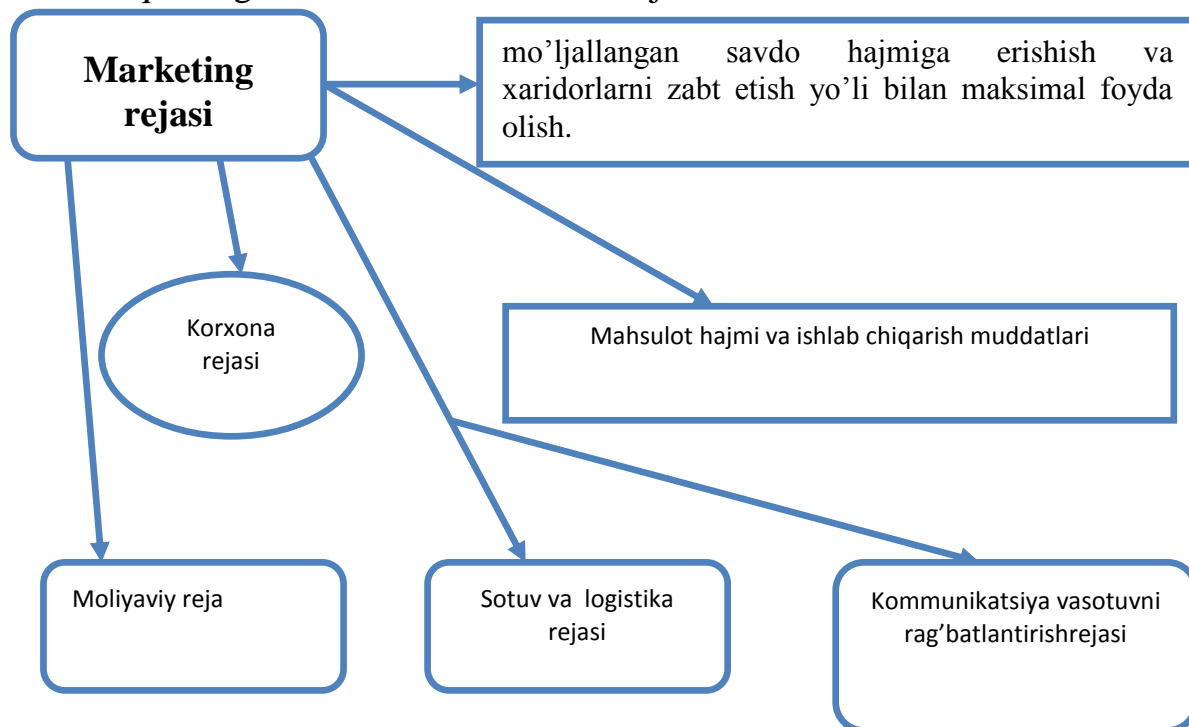 Marketing
rejasi
mo’ljallangan savdo hajmiga erishish va
xaridorlarni zabt etish yo’li bilan maksimal foyda
olish.
Korxona
rejasi
Mahsulot hajmi va ishlab chiqarish muddatlari
Moliyaviy reja
Sotuv va logistika
rejasi
Kommunikatsiya vasotuvni
rag’batlantirishrejasi